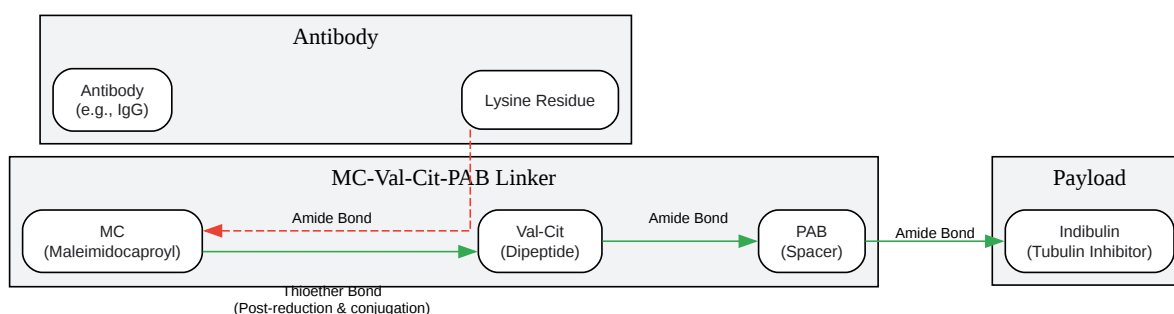 Antibody
Antibody
(e.g., IgG)
Lysine Residue
MC-Val-Cit-PAB Linker
Payload
MC
(Maleimidocaproyl)
Amide Bond
Val-Cit
(Dipeptide)
Amide Bond
PAB
(Spacer)
Amide Bond
Indibulin
(Tubulin Inhibitor)
Thioether Bond
(Post-reduction & conjugation)